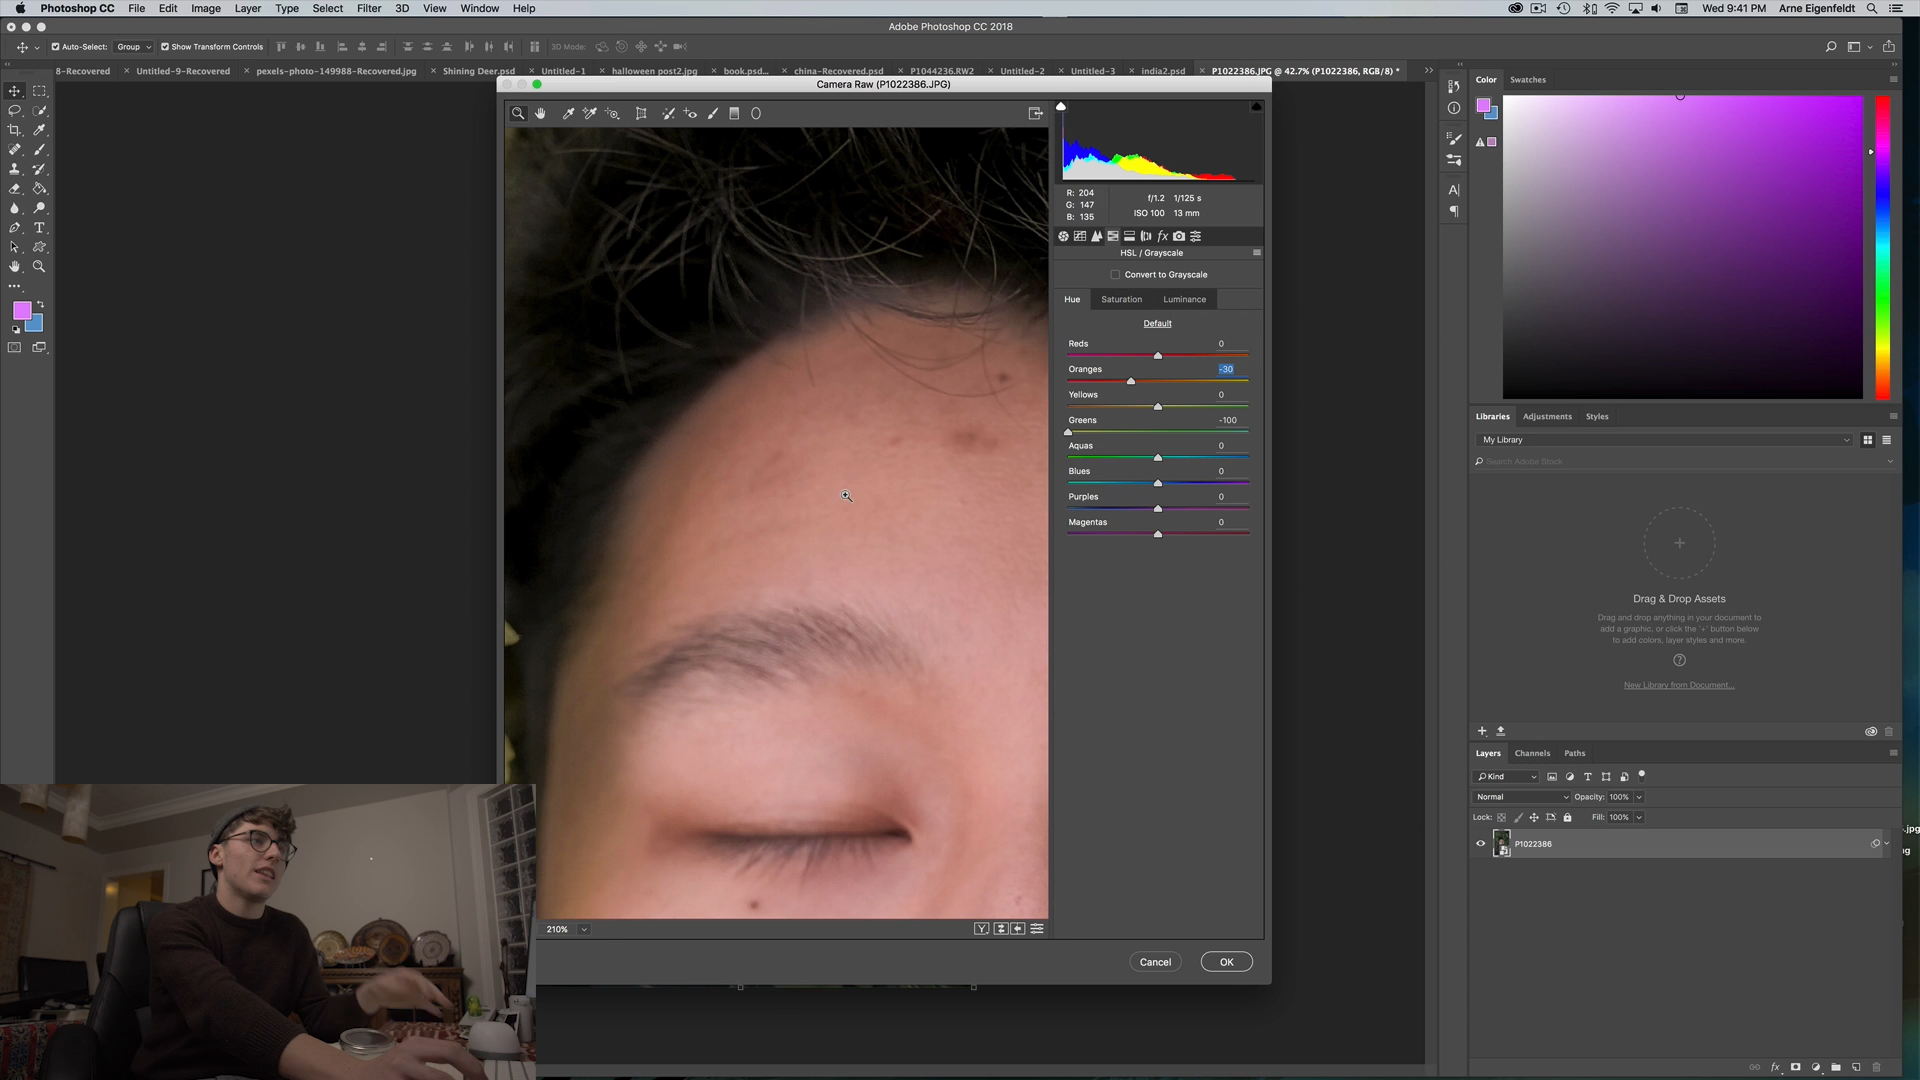 Photoshop CC File Edit Image Layer Type Select Filter 3D View Window Help Wed 9:41 PM Arne Eigenfeldt
Adobe Photoshop CC 2018
Auto-Select: Group Show Transform Controls 3D Mode:
8-Recovered Untitled-9-Recovered pexels-photo-149988-Recovered.jpg Shining Deer.psd Untitled-1 halloween post2.jpg book.psd... china-Recovered.psd P1044236.RW2 Untitled-2 Untitled-3 india2.psd P1022386.JPG @ 42.7% (P1022386, RGB/8) *
Camera Raw (P1022386.JPG)
R: 204
G: 147
B: 135
f/1.2 1/125 s
ISO 100 13 mm
HSL / Grayscale
Convert to Grayscale
Hue Saturation Luminance
Default
Reds 0
Oranges -30
Yellows 0
Greens -100
Aquas 0
Blues 0
Purples 0
Magentas 0
210%
Cancel OK
Color Swatches
Libraries Adjustments Styles
My Library
Search Adobe Stock
Drag & Drop Assets
Drag and drop anything in your document to
add a graphic, or click the '+' button below
to add colors, layer styles and more.
New Library from Document...
Layers Channels Paths
Kind
Normal Opacity: 100%
Lock: Fill: 100%
P1022386
.jpg